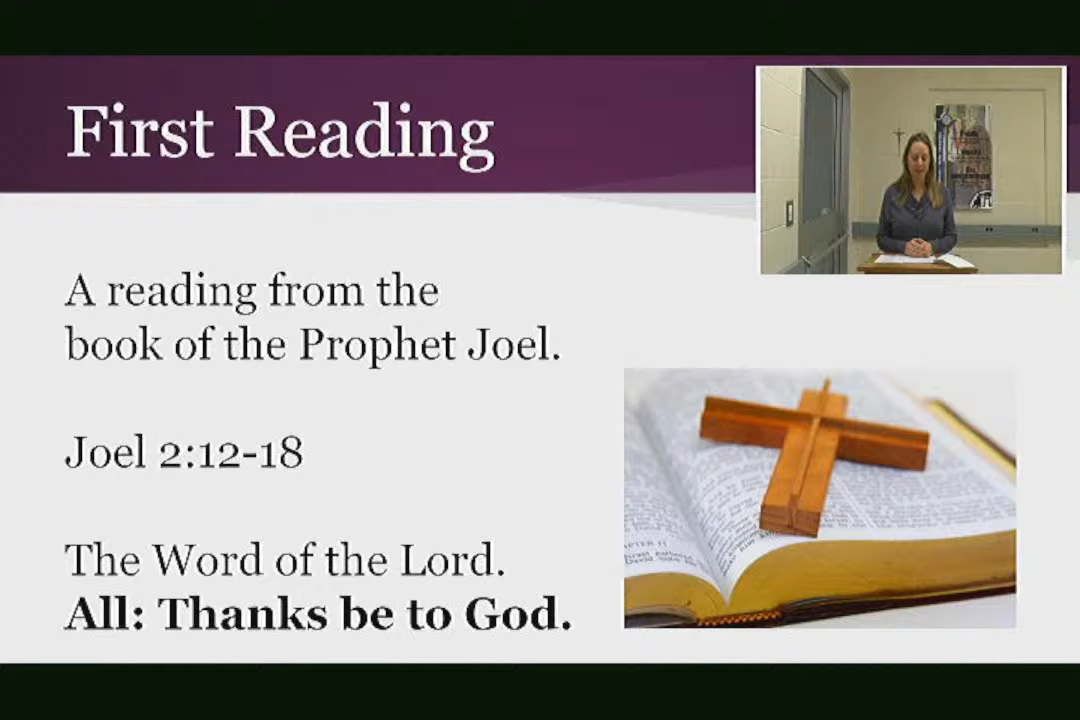 First Reading
A reading from the
book of the Prophet Joel.
Joel 2:12-18
The Word of the Lord.
All: Thanks be to God.